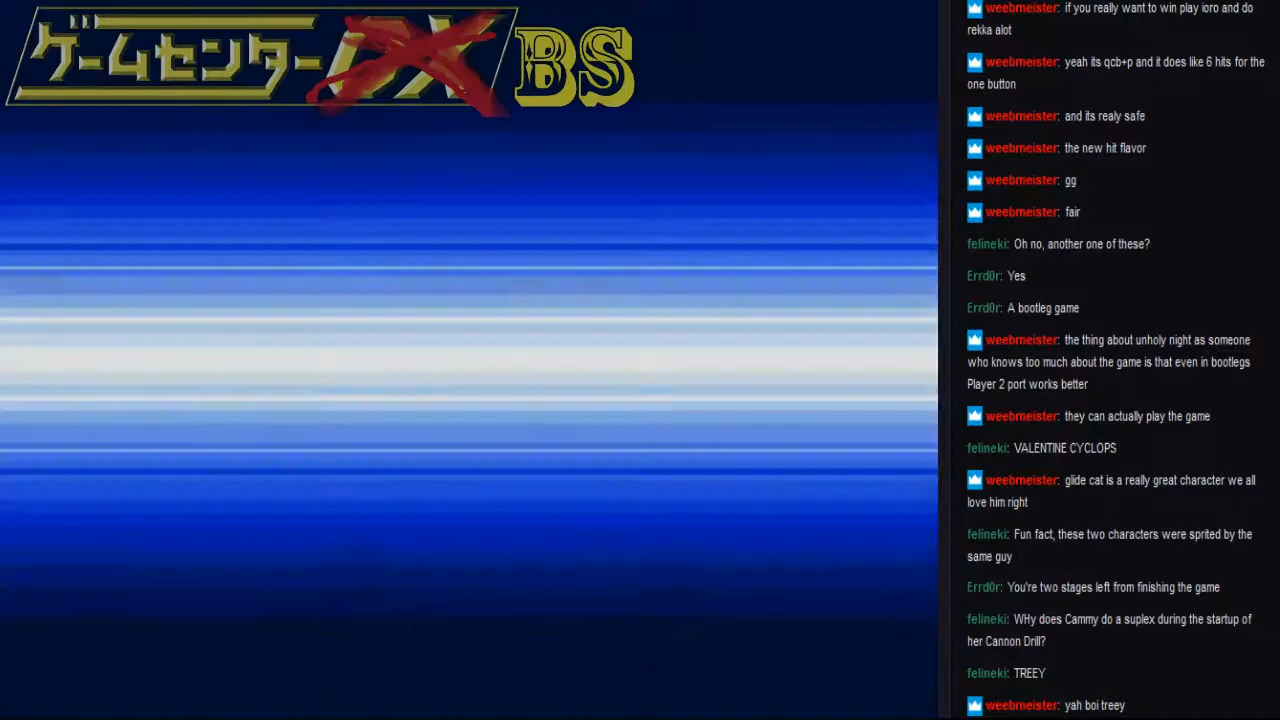 ゲームセンターCX BS
weebmeister: if you really want to win play ioro and do
rekka alot
weebmeister: yeah its qcb+p and it does like 6 hits for the
one button
weebmeister: and its realy safe
weebmeister: the new hit flavor
weebmeister: gg
weebmeister: fair
felineki: Oh no, another one of these?
Errd0r: Yes
Errd0r: A bootleg game
weebmeister: the thing about unholy night as someone
who knows too much about the game is that even in bootlegs
Player 2 port works better
weebmeister: they can actually play the game
felineki: VALENTINE CYCLOPS
weebmeister: glide cat is a really great character we all
love him right
felineki: Fun fact, these two characters were sprited by the
same guy
Errd0r: You're two stages left from finishing the game
felineki: WHy does Cammy do a suplex during the startup of
her Cannon Drill?
felineki: TREEY
weebmeister: yah boi treey